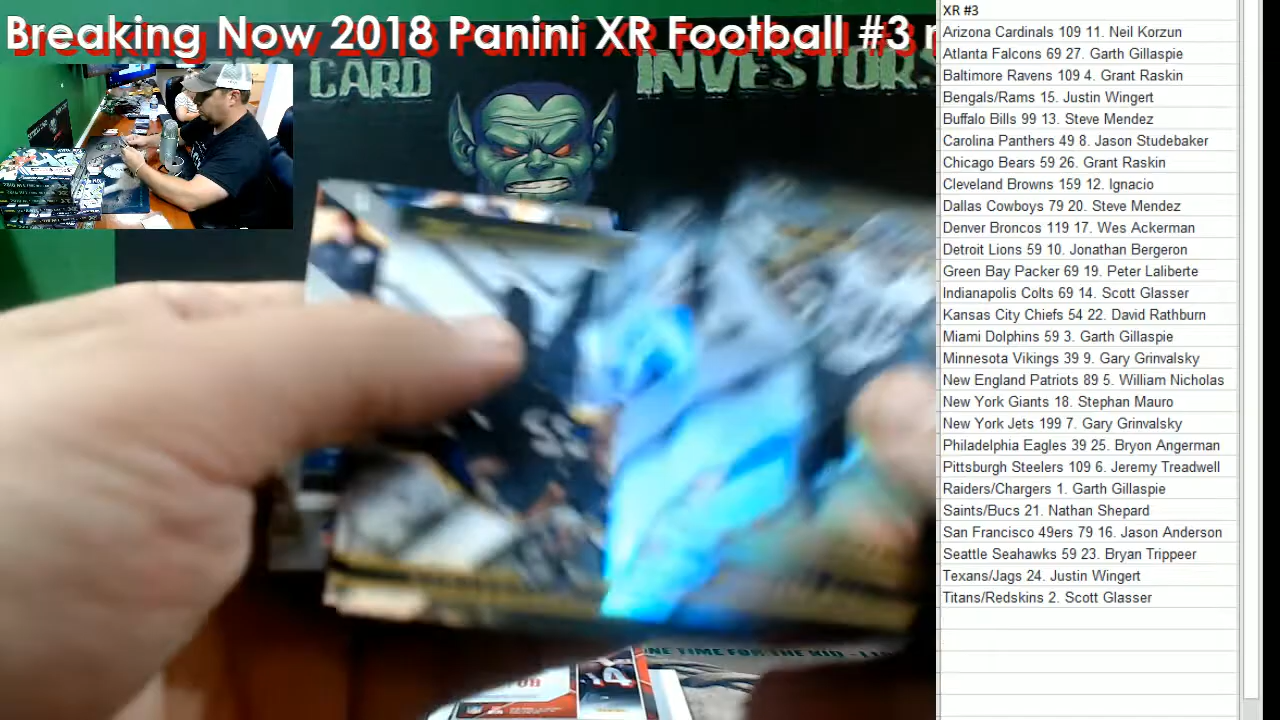 Breaking Now 2018 Panini XR Football #3
CARD INVESTORS
XR #3
Arizona Cardinals 109 11. Neil Korzun
Atlanta Falcons 69 27. Garth Gillaspie
Baltimore Ravens 109 4. Grant Raskin
Bengals/Rams 15. Justin Wingert
Buffalo Bills 99 13. Steve Mendez
Carolina Panthers 49 8. Jason Studebaker
Chicago Bears 59 26. Grant Raskin
Cleveland Browns 159 12. Ignacio
Dallas Cowboys 79 20. Steve Mendez
Denver Broncos 119 17. Wes Ackerman
Detroit Lions 59 10. Jonathan Bergeron
Green Bay Packer 69 19. Peter Laliberte
Indianapolis Colts 69 14. Scott Glasser
Kansas City Chiefs 54 22. David Rathburn
Miami Dolphins 59 3. Garth Gillaspie
Minnesota Vikings 39 9. Gary Grinvalsky
New England Patriots 89 5. William Nicholas
New York Giants 18. Stephan Mauro
New York Jets 199 7. Gary Grinvalsky
Philadelphia Eagles 39 25. Bryon Angerman
Pittsburgh Steelers 109 6. Jeremy Treadwell
Raiders/Chargers 1. Garth Gillaspie
Saints/Bucs 21. Nathan Shepard
San Francisco 49ers 79 16. Jason Anderson
Seattle Seahawks 59 23. Bryan Trippeer
Texans/Jags 24. Justin Wingert
Titans/Redskins 2. Scott Glasser
ONE TIME FOR THE KID